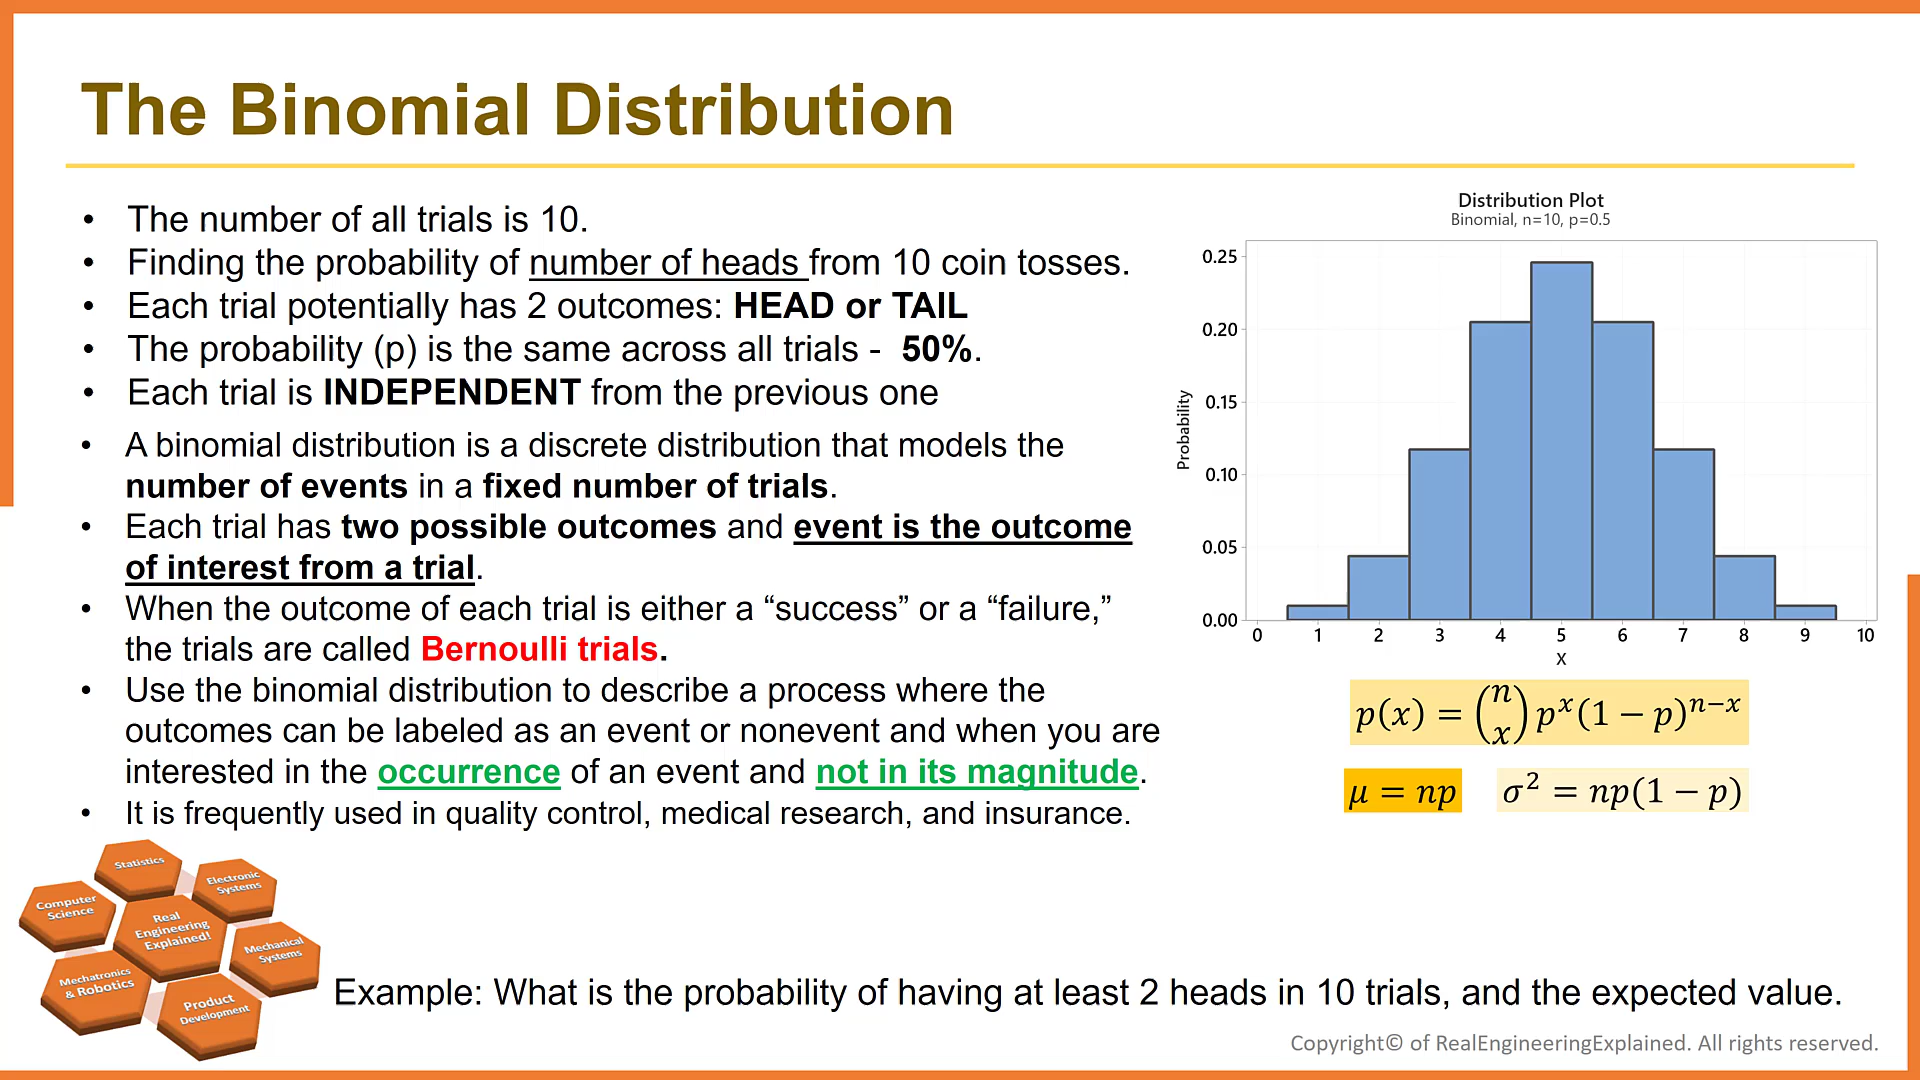 The Binomial Distribution
• The number of all trials is 10.
• Finding the probability of number of heads from 10 coin tosses.
• Each trial potentially has 2 outcomes: HEAD or TAIL
• The probability (p) is the same across all trials - 50%.
• Each trial is INDEPENDENT from the previous one
• A binomial distribution is a discrete distribution that models the
number of events in a fixed number of trials.
• Each trial has two possible outcomes and event is the outcome
of interest from a trial.
• When the outcome of each trial is either a “success” or a “failure,”
the trials are called Bernoulli trials.
• Use the binomial distribution to describe a process where the
outcomes can be labeled as an event or nonevent and when you are
interested in the occurrence of an event and not in its magnitude.
• It is frequently used in quality control, medical research, and insurance.
Distribution Plot
Binomial, n=10, p=0.5
Probability
0.25
0.20
0.15
0.10
0.05
0.00
0 1 2 3 4 5 6 7 8 9 10
X
p(x) = (n x) p^x (1 − p)^{n−x}
μ = np
σ² = np(1 − p)
Statistics
Electronic
Systems
Computer
Science
Real
Engineering
Explained!
Mechanical
Systems
Mechatronics
& Robotics
Product
Development
Example: What is the probability of having at least 2 heads in 10 trials, and the expected value.
Copyright© of RealEngineeringExplained. All rights reserved.